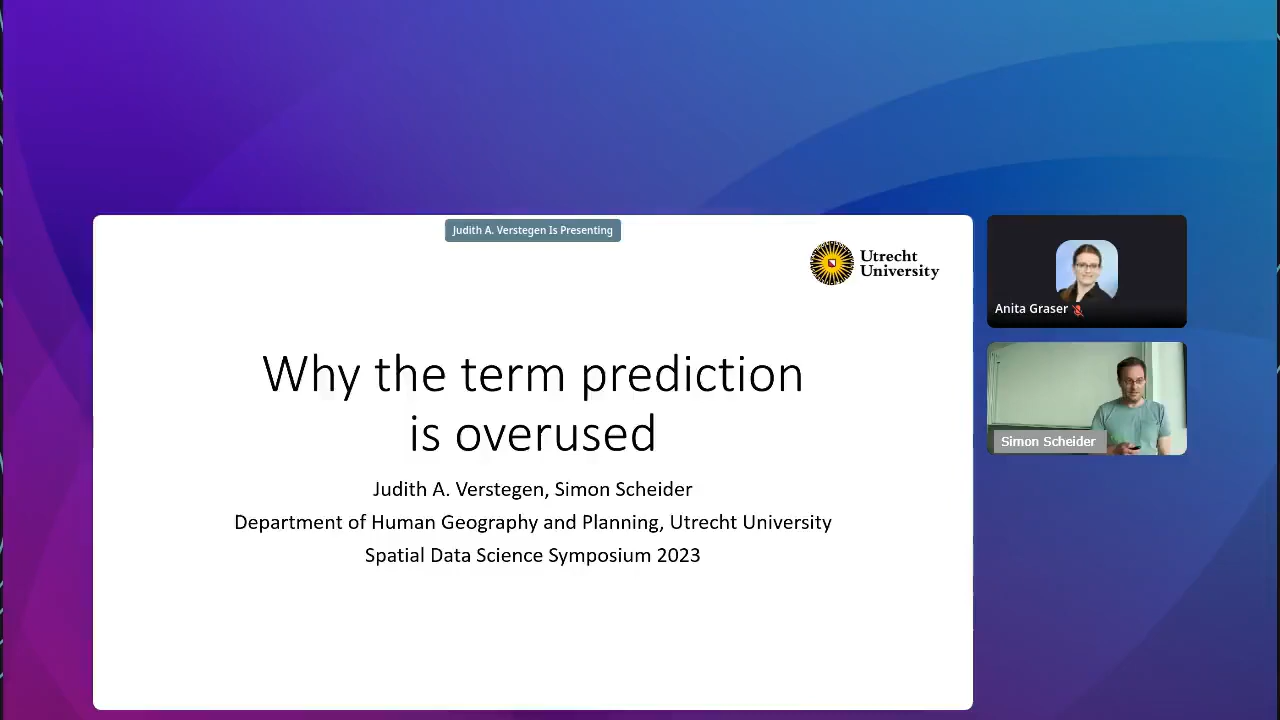 Judith A. Verstegen Is Presenting
Utrecht
University
Why the term prediction
is overused
Judith A. Verstegen, Simon Scheider
Department of Human Geography and Planning, Utrecht University
Spatial Data Science Symposium 2023
Anita Graser
Simon Scheider